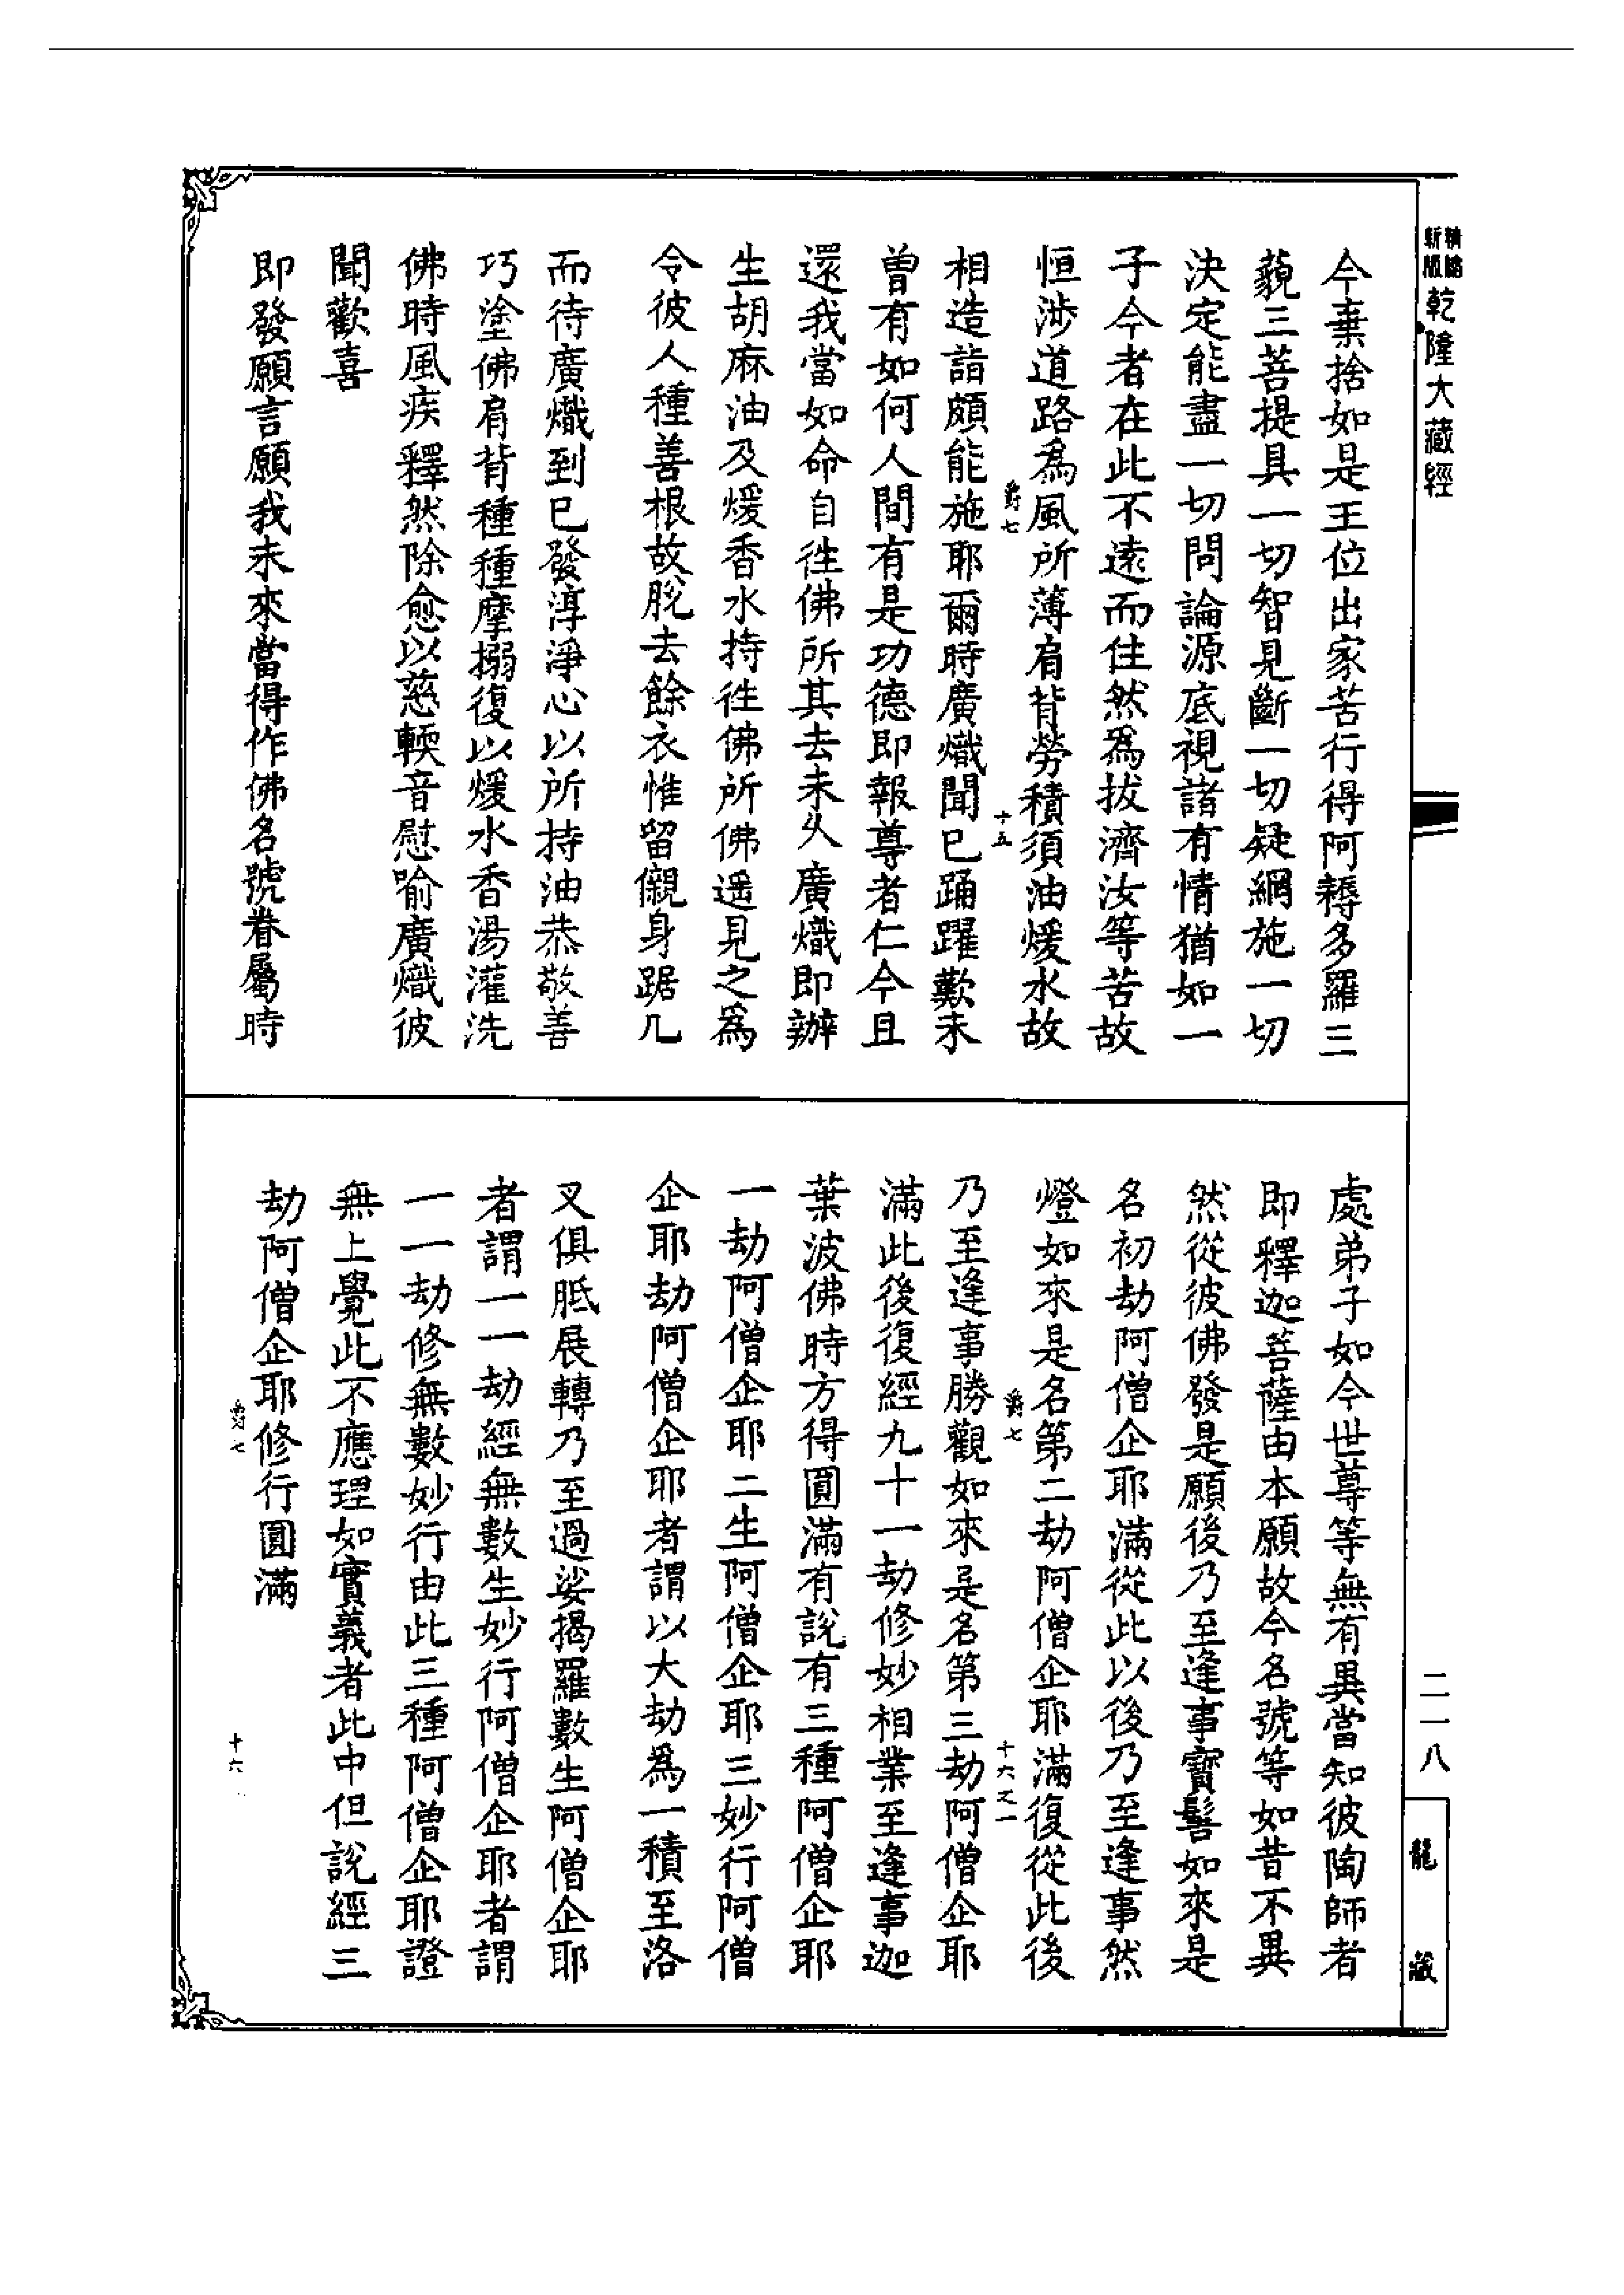 精縮
新版
乾隆大藏經
今棄捨如是王位出家苦行得阿耨多羅三
藐三菩提具一切智見斷一切疑網施一切
決定能盡一切問論源底視諸有情猶如一
子今者在此不遠而住然爲拔濟汝等苦故
恒涉道路爲風所薄肩背勞積須油煖水故
爵七
十五
相造詣頗能施耶爾時廣熾聞已踊躍歎未
曾有如何人間有是功德即報尊者仁今且
還我當如命自徃佛所其去未久廣熾即辦
生胡麻油及煖香水持徃佛所佛遥見之爲
令彼人種善根故脫去餘衣惟留儭身踞几
而待廣熾到已發淳淨心以所持油恭敬善
巧塗佛肩背種種摩搦復以煖水香湯灌洗
佛時風疾釋然除愈以慈輭音慰喻廣熾彼
聞歡喜
即發願言願我未來當得作佛名號眷屬時
處弟子如今世尊等無有異當知彼陶師者
即釋迦菩薩由本願故今名號等如昔不異
然從彼佛發是願後乃至逢事寶髻如來是
名初劫阿僧企耶滿從此以後乃至逢事然
燈如來是名第二劫阿僧企耶滿復從此後
爵七
十六之一
乃至逢事勝觀如來是名第三劫阿僧企耶
滿此後復經九十一劫修妙相業至逢事迦
葉波佛時方得圓滿有說有三種阿僧企耶
一劫阿僧企耶二生阿僧企耶三妙行阿僧
企耶劫阿僧企耶者謂以大劫爲一積至洛
叉俱胝展轉乃至過娑揭羅數生阿僧企耶
者謂一一劫經無數生妙行阿僧企耶者謂
一一劫修無數妙行由此三種阿僧企耶證
無上覺此不應理如實義者此中但說經三
劫阿僧企耶修行圓滿
爵七
十六
二一八
龍藏